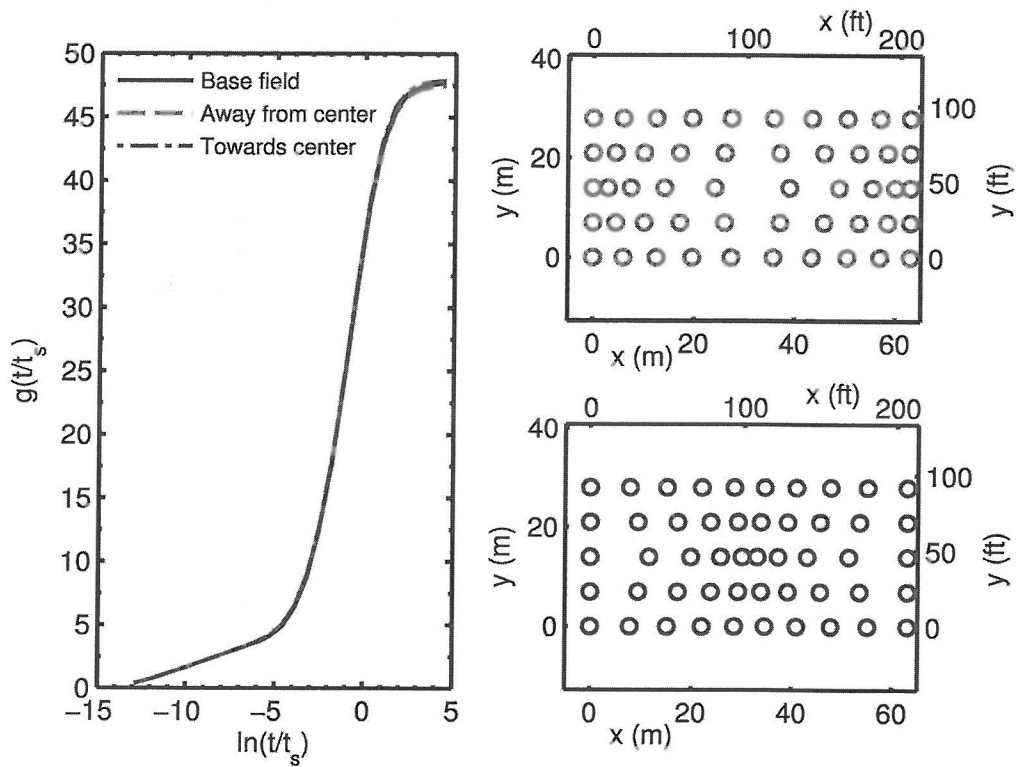 50
45
40
35
30
25
20
15
10
5
0
g(t/t_s)
Base field
Away from center
Towards center
−15 −10 −5 0 5
ln(t/t_s)
x (ft)
0 100 200
40
20
0
y (m)
100
50
0
y (ft)
0 20 40 60
x (m)
x (ft)
0 100 200
40
20
0
y (m)
100
50
0
y (ft)
0 20 40 60
x (m)